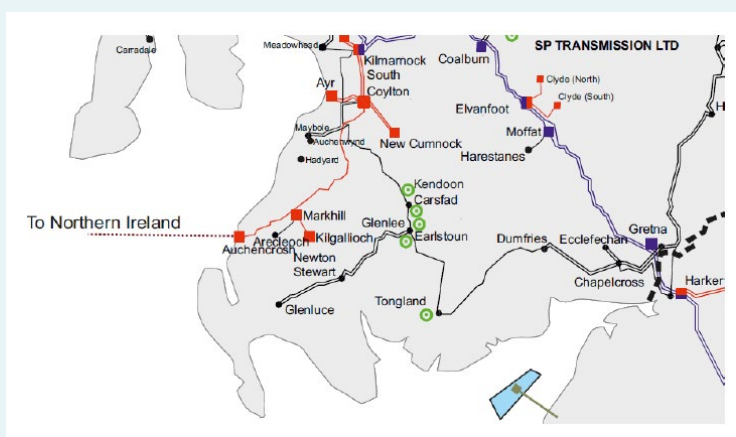 SP TRANSMISSION LTD
Carradale
Meadowhead
Kilmarnock
South
Coalburn
Ayr
Coylton
Clyde (North)
Elvanfoot
Clyde (South)
Maybole
Auchenwynd
New Cumnock
Moffat
Hadyard
Harestanes
Kendoon
Carsfad
To Northern Ireland
Markhill
Glenlee
Gretna
Auchencrosh
Arecleoch
Kilgallioch
Earlstoun
Dumfries
Ecclefechan
Newton
Stewart
Chapelcross
Harker
Glenluce
Tongland